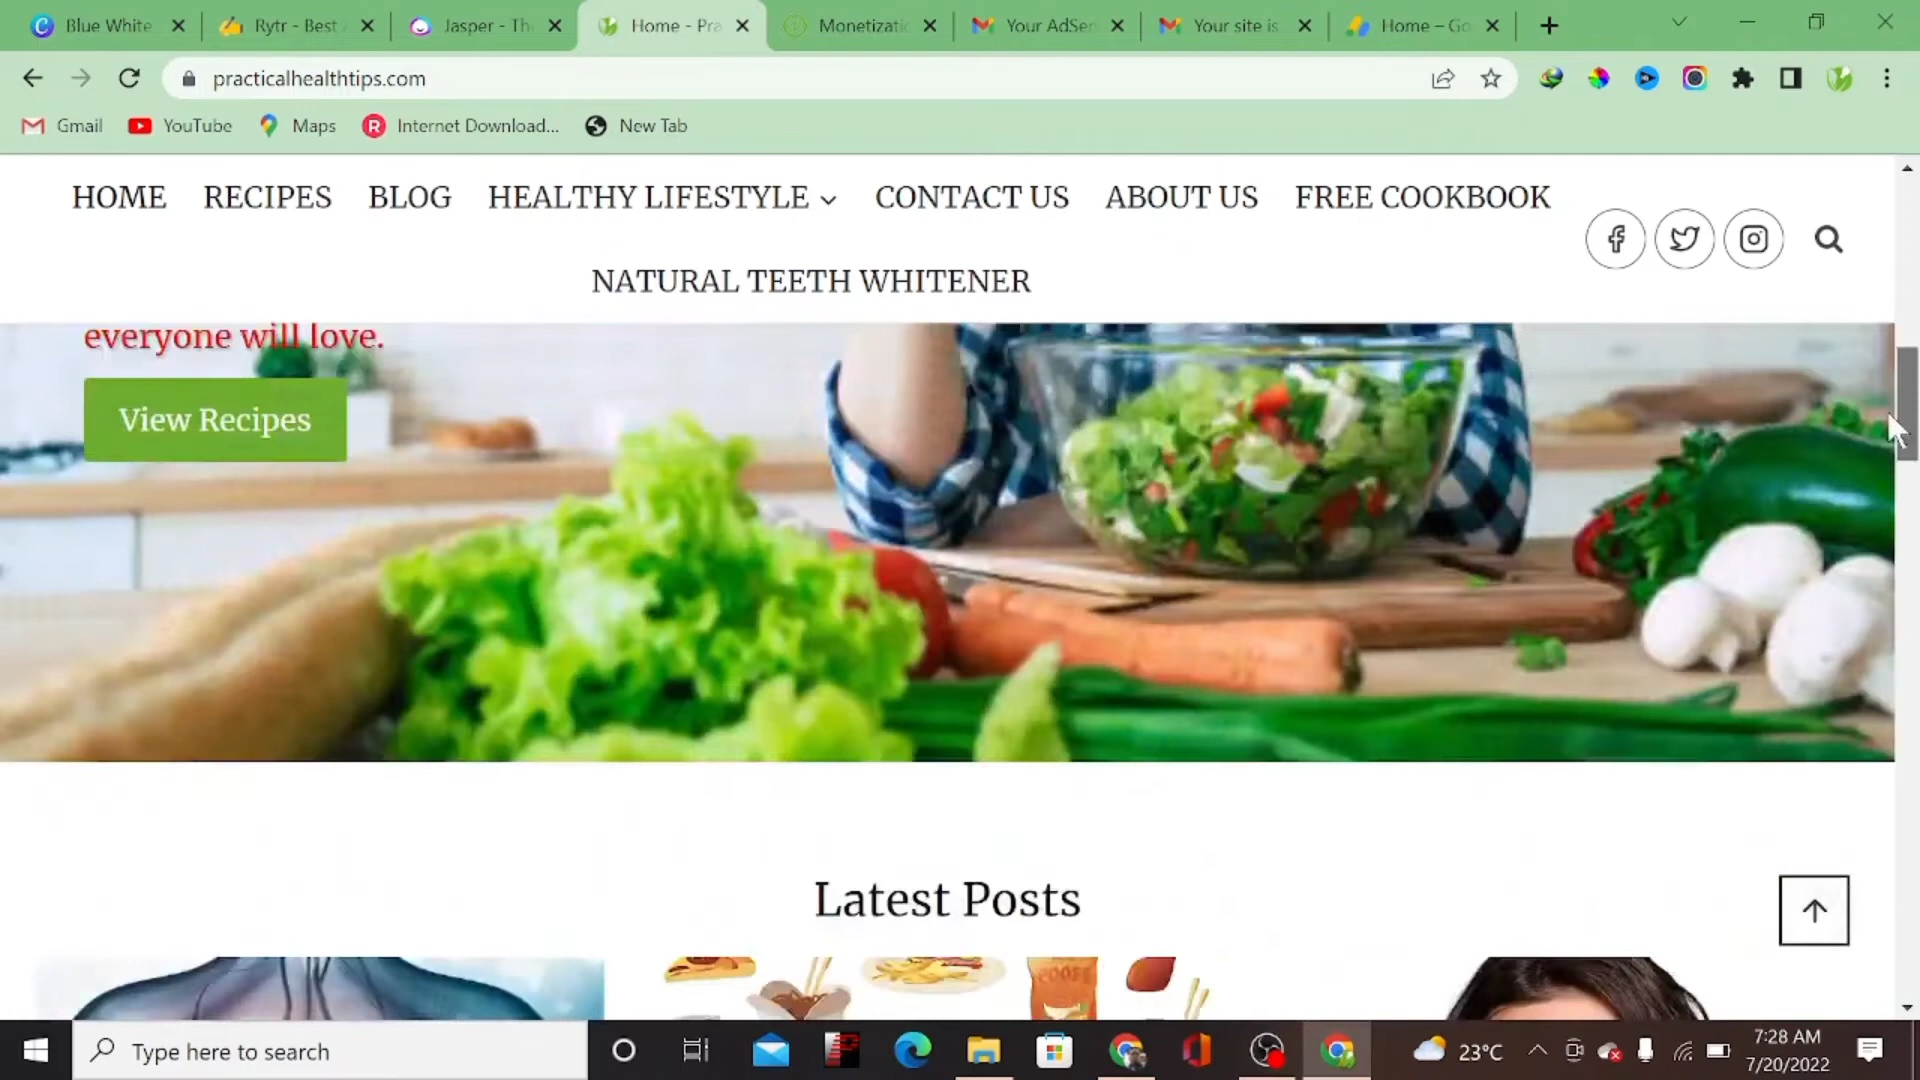 Blue White
Rytr - Best
Jasper - Th
Home - Pra
Monetizati
Your AdSen
Your site is
Home – Go
practicalhealthtips.com
Gmail
YouTube
Maps
Internet Download...
New Tab
HOME
RECIPES
BLOG
HEALTHY LIFESTYLE
CONTACT US
ABOUT US
FREE COOKBOOK
NATURAL TEETH WHITENER
everyone will love.
View Recipes
Latest Posts
Type here to search
23°C
7:28 AM
7/20/2022